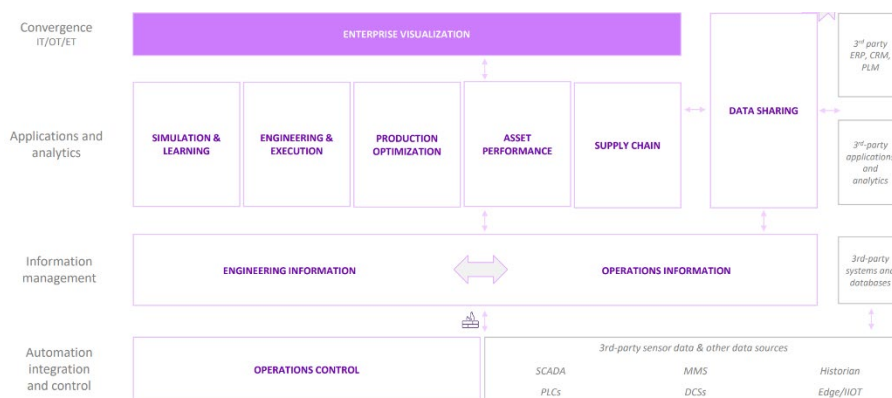 Convergence
IT/OT/ET
ENTERPRISE VISUALIZATION
3rd party
ERP, CRM,
PLM
Applications and
analytics
SIMULATION &
LEARNING
ENGINEERING &
EXECUTION
PRODUCTION
OPTIMIZATION
ASSET
PERFORMANCE
SUPPLY CHAIN
DATA SHARING
3rd-party
applications
and
analytics
Information
management
ENGINEERING INFORMATION
OPERATIONS INFORMATION
3rd-party
systems and
databases
Automation
integration
and control
OPERATIONS CONTROL
3rd-party sensor data & other data sources
SCADA MMS Historian
PLCs DCSs Edge/IIOT